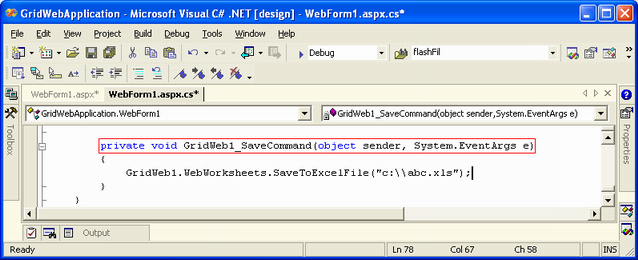 GridWebApplication - Microsoft Visual C# .NET [design] - WebForm1.aspx.cs*
File Edit View Project Build Debug Tools Window Help
Debug flashFil
WebForm1.aspx* WebForm1.aspx.cs*
GridWebApplication.WebForm1 GridWeb1_SaveCommand(object sender,System.EventArgs e)
Toolbox
private void GridWeb1_SaveCommand(object sender, System.EventArgs e)
{
GridWeb1.WebWorksheets.SaveToExcelFile("c:\\abc.xls");
}
}
Properties
Output
Ready Ln 78 Col 67 Ch 58 INS